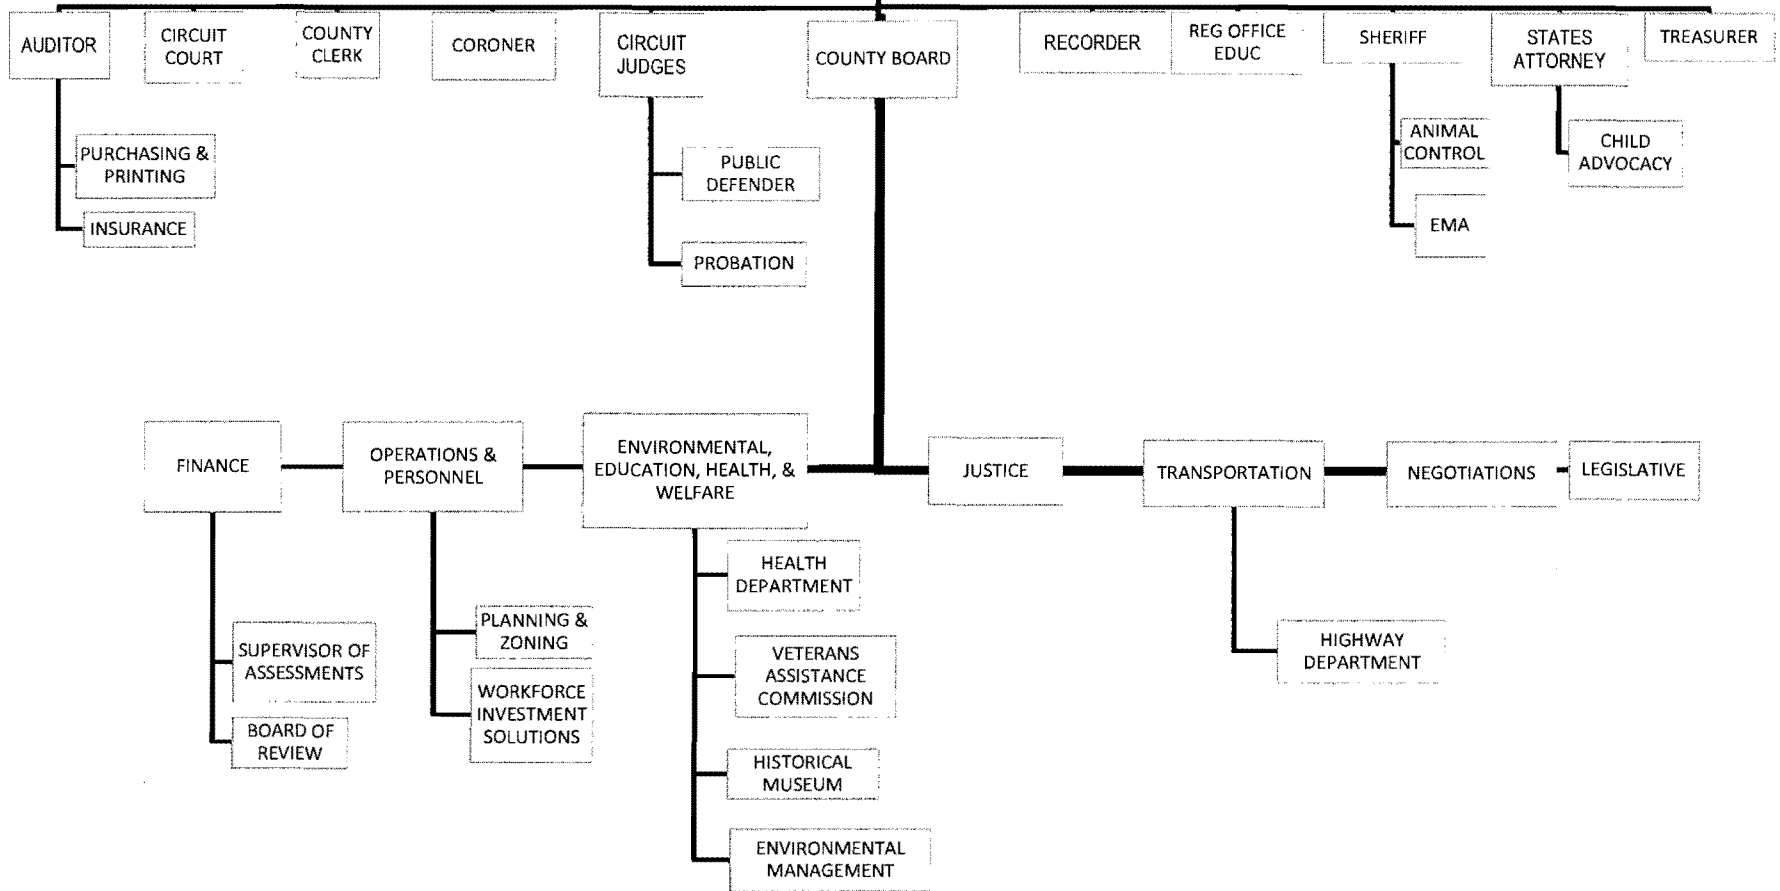 AUDITOR
CIRCUIT
COURT
COUNTY
CLERK
CORONER
CIRCUIT
JUDGES
COUNTY BOARD
RECORDER
REG OFFICE
EDUC
SHERIFF
STATES
ATTORNEY
TREASURER
PURCHASING &
PRINTING
INSURANCE
PUBLIC
DEFENDER
PROBATION
ANIMAL
CONTROL
EMA
CHILD
ADVOCACY
FINANCE
OPERATIONS &
PERSONNEL
ENVIRONMENTAL,
EDUCATION, HEALTH, &
WELFARE
JUSTICE
TRANSPORTATION
NEGOTIATIONS
LEGISLATIVE
SUPERVISOR OF
ASSESSMENTS
BOARD OF
REVIEW
PLANNING &
ZONING
WORKFORCE
INVESTMENT
SOLUTIONS
HEALTH
DEPARTMENT
VETERANS
ASSISTANCE
COMMISSION
HISTORICAL
MUSEUM
ENVIRONMENTAL
MANAGEMENT
HIGHWAY
DEPARTMENT